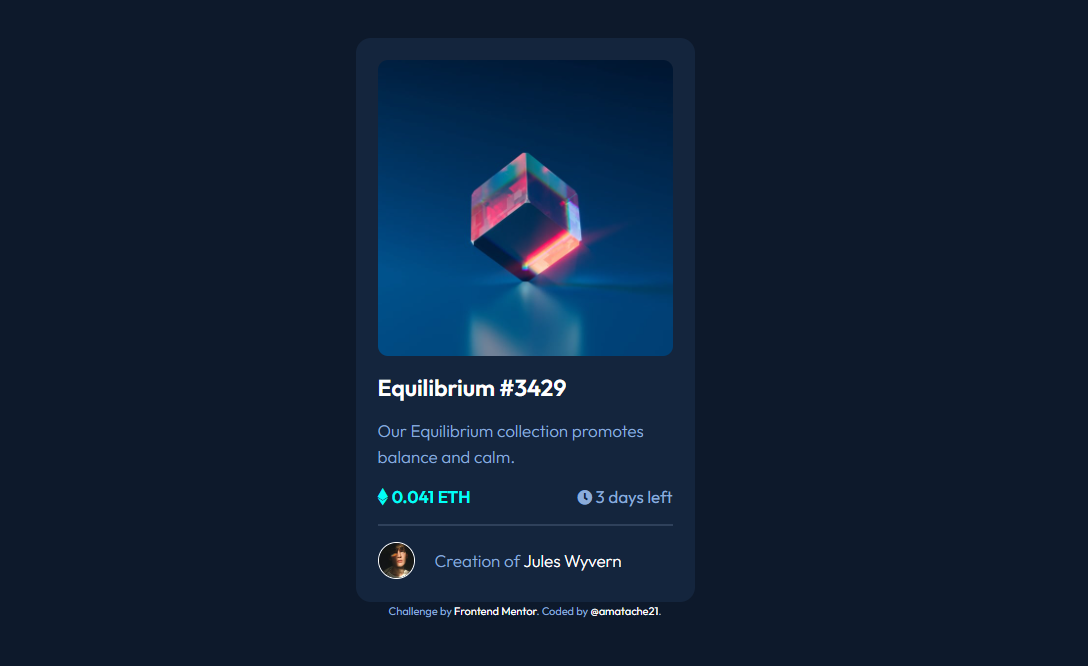 Equilibrium #3429
Our Equilibrium collection promotes
balance and calm.
0.041 ETH
3 days left
Creation of Jules Wyvern
Challenge by Frontend Mentor. Coded by @amatache21.